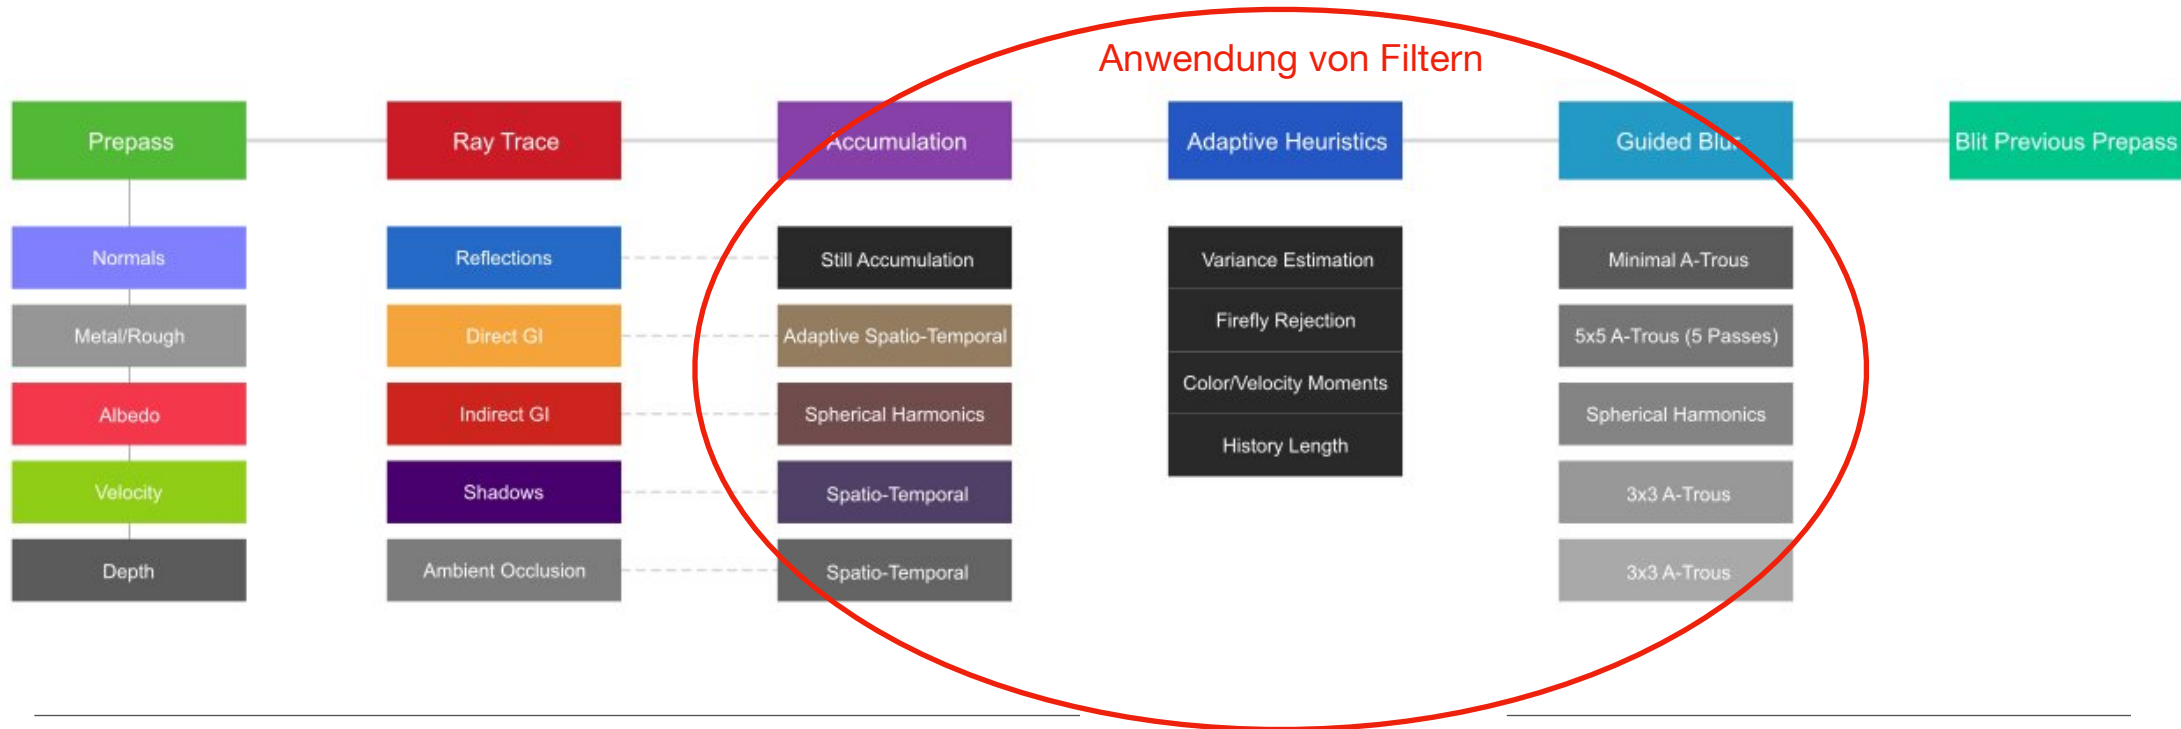 Anwendung von Filtern
Prepass
Ray Trace
Accumulation
Adaptive Heuristics
Guided Blur
Blit Previous Prepass
Normals
Reflections
Still Accumulation
Variance Estimation
Minimal A-Trous
Metal/Rough
Direct GI
Adaptive Spatio-Temporal
Firefly Rejection
5x5 A-Trous (5 Passes)
Albedo
Indirect GI
Spherical Harmonics
Color/Velocity Moments
Spherical Harmonics
Velocity
Shadows
Spatio-Temporal
History Length
3x3 A-Trous
Depth
Ambient Occlusion
Spatio-Temporal
3x3 A-Trous